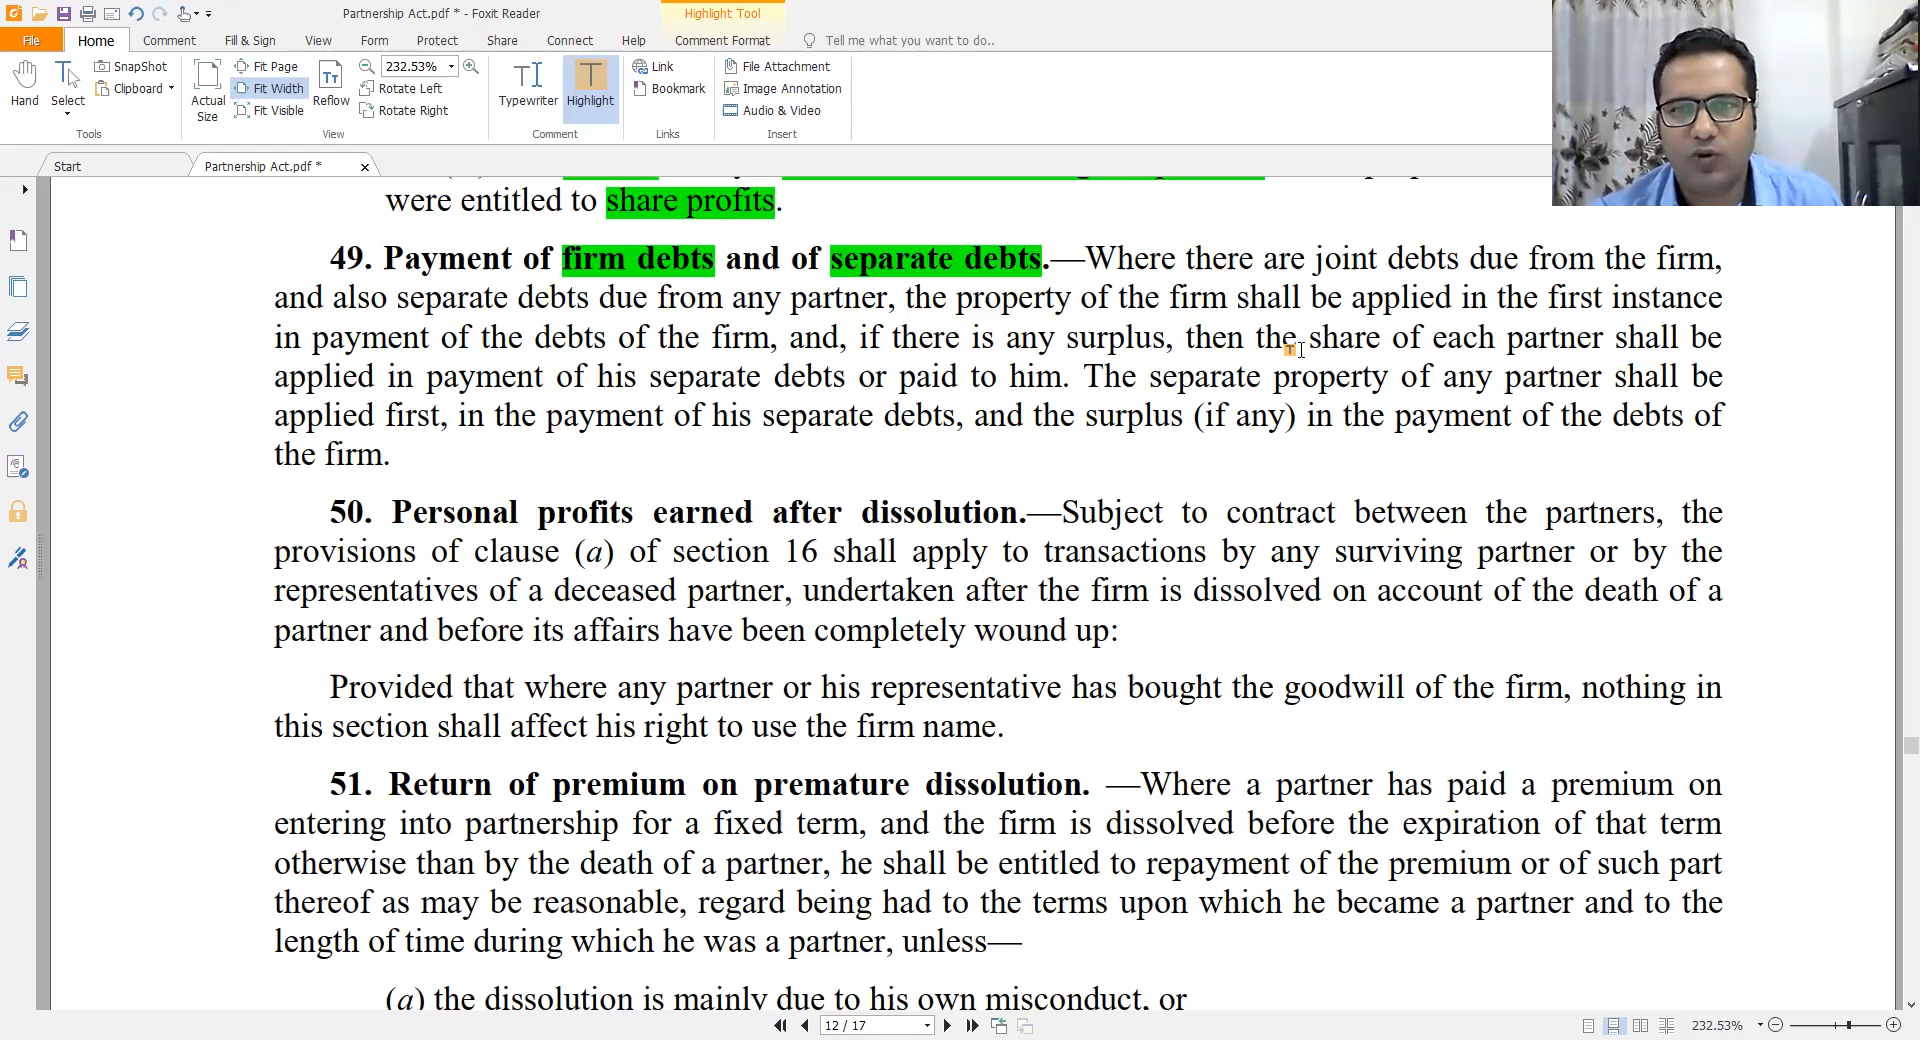 Partnership Act.pdf * - Foxit Reader
Highlight Tool
File Home Comment Fill & Sign View Form Protect Share Connect Help Comment Format Tell me what you want to do..
Hand
Select
SnapShot
Clipboard
Tools
Actual Size
Fit Page
Fit Width
Fit Visible
Reflow
232.53%
Rotate Left
Rotate Right
View
Typewriter
Highlight
Comment
Link
Bookmark
Links
File Attachment
Image Annotation
Audio & Video
Insert
Start
Partnership Act.pdf *
were entitled to share profits.
49. Payment of firm debts and of separate debts.—Where there are joint debts due from the firm,
and also separate debts due from any partner, the property of the firm shall be applied in the first instance
in payment of the debts of the firm, and, if there is any surplus, then the share of each partner shall be
applied in payment of his separate debts or paid to him. The separate property of any partner shall be
applied first, in the payment of his separate debts, and the surplus (if any) in the payment of the debts of
the firm.
50. Personal profits earned after dissolution.—Subject to contract between the partners, the
provisions of clause (a) of section 16 shall apply to transactions by any surviving partner or by the
representatives of a deceased partner, undertaken after the firm is dissolved on account of the death of a
partner and before its affairs have been completely wound up:
Provided that where any partner or his representative has bought the goodwill of the firm, nothing in
this section shall affect his right to use the firm name.
51. Return of premium on premature dissolution. —Where a partner has paid a premium on
entering into partnership for a fixed term, and the firm is dissolved before the expiration of that term
otherwise than by the death of a partner, he shall be entitled to repayment of the premium or of such part
thereof as may be reasonable, regard being had to the terms upon which he became a partner and to the
length of time during which he was a partner, unless—
(a) the dissolution is mainly due to his own misconduct, or
12 / 17
232.53%